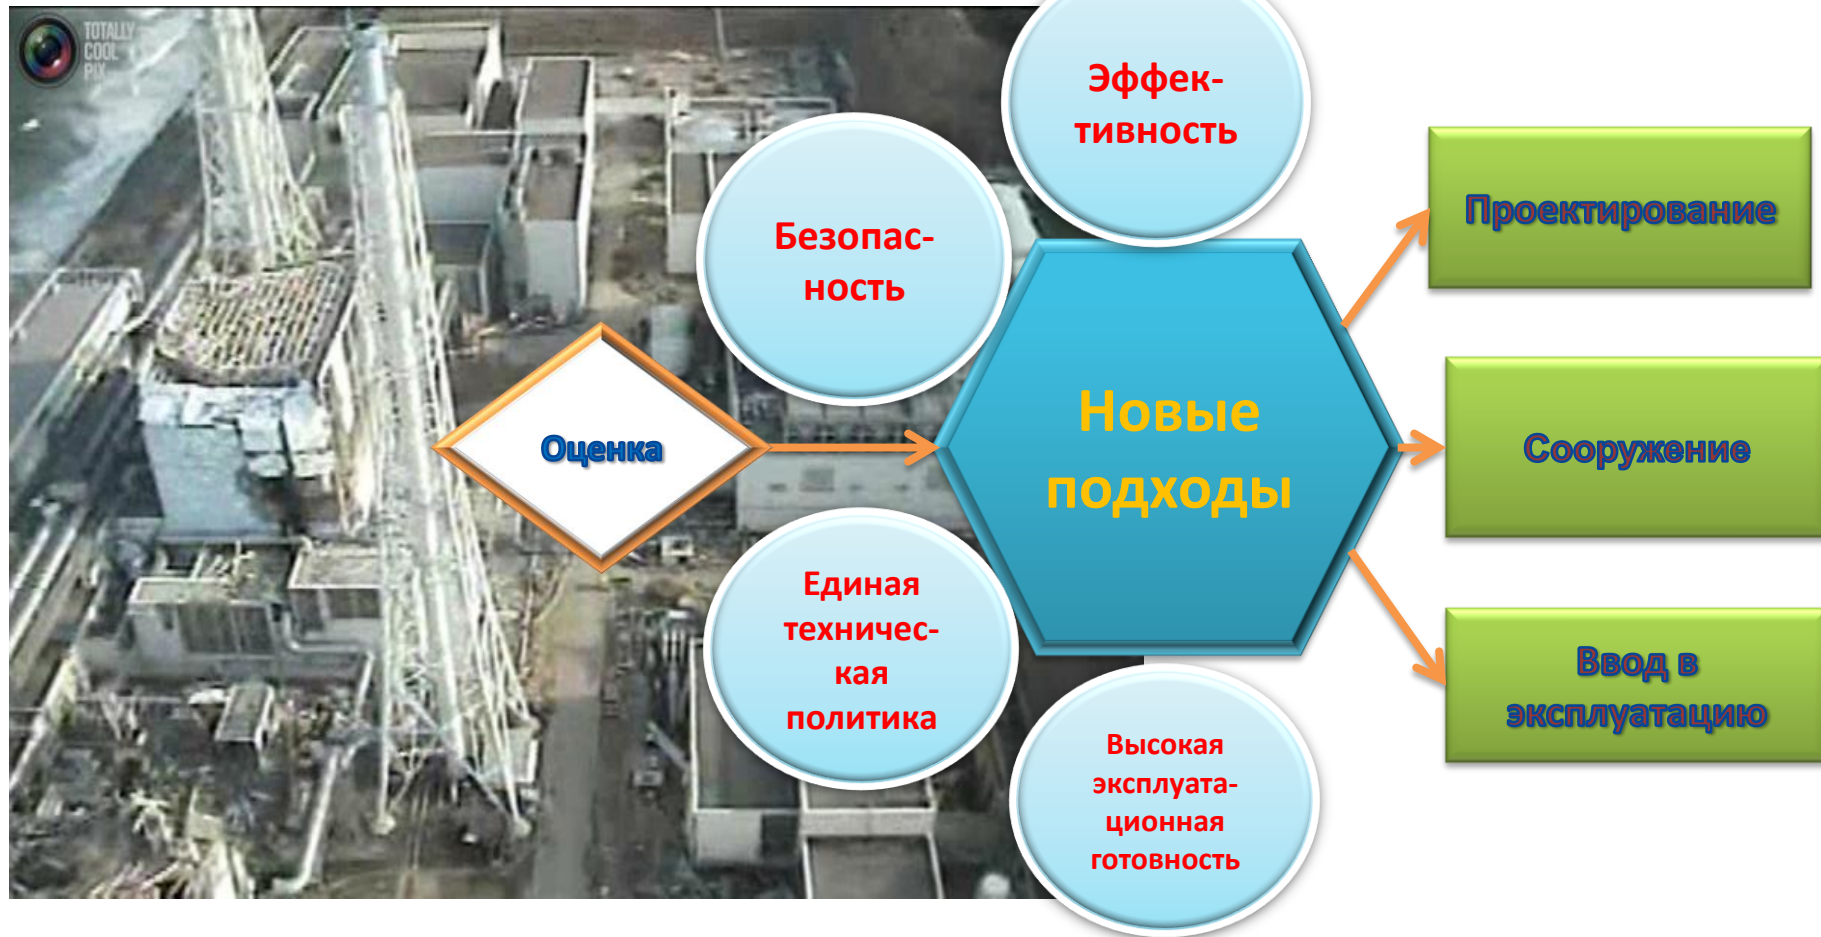 TOTALLY
COOL
PIX
Эффек-
тивность
Безопас-
ность
Проектирование
Новые
подходы
Оценка
Сооружение
Единая
техничес-
кая
политика
Ввод в
эксплуатацию
Высокая
эксплуата-
ционная
готовность